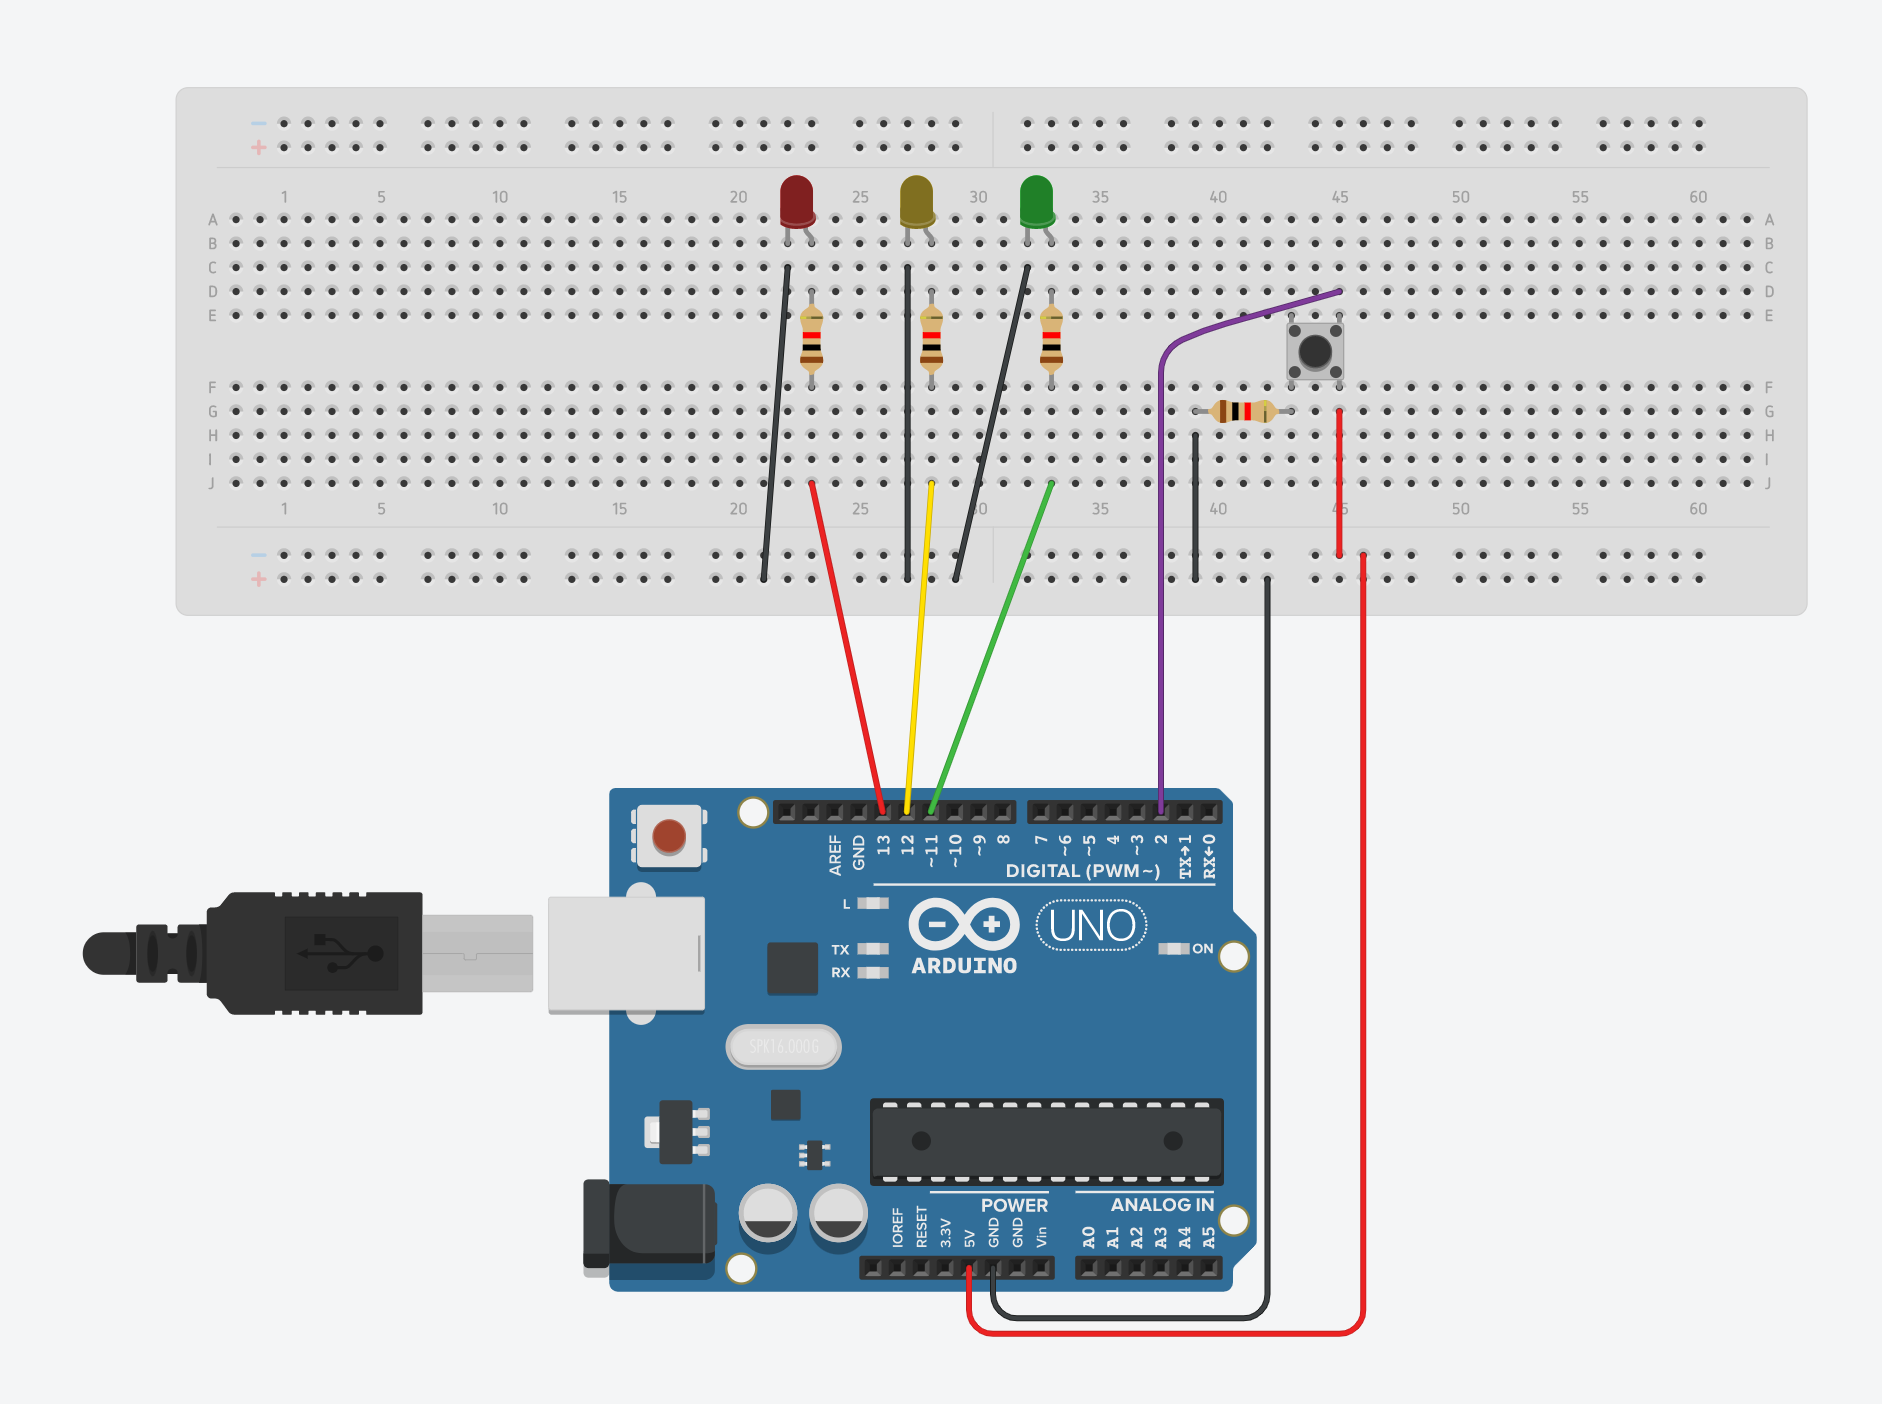 − −
+ +
1 5 10 15 20 25 30 35 40 45 50 55 60
A A
B B
C C
D D
E E
F F
G G
H H
I I
J J
1 5 10 15 20 25 30 35 40 45 50 55 60
−
+
AREF GND 13 12 ~11 ~10 ~9 8 7 ~6 ~5 4 ~3 2 TX→1 RX←0
DIGITAL (PWM~)
L
TX
RX
ARDUINO
UNO
ON
SPK16.000G
POWER
ANALOG IN
IOREF RESET 3.3V 5V GND GND Vin
A0 A1 A2 A3 A4 A5